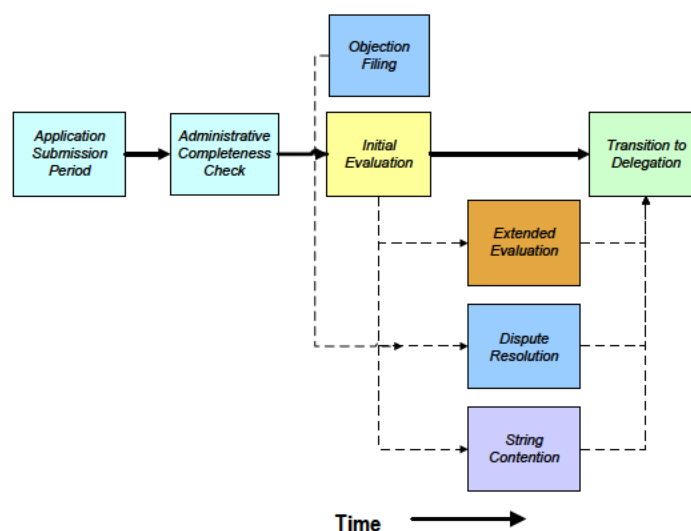 Objection
Filing
Application
Submission
Period
Administrative
Completeness
Check
Initial
Evaluation
Transition to
Delegation
Extended
Evaluation
Dispute
Resolution
String
Contention
Time